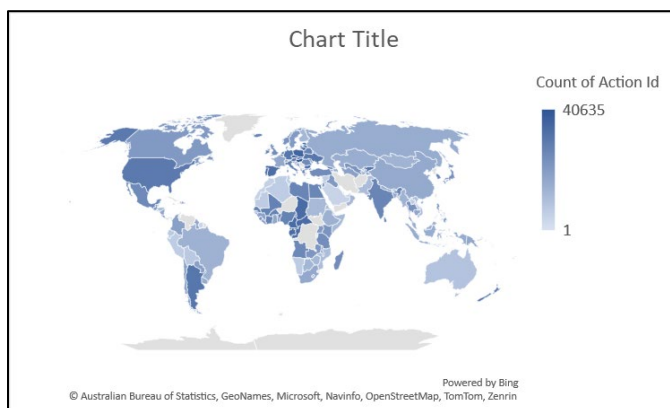 Chart Title
Count of Action Id
40635
1
Powered by Bing
© Australian Bureau of Statistics, GeoNames, Microsoft, Navinfo, OpenStreetMap, TomTom, Zenrin